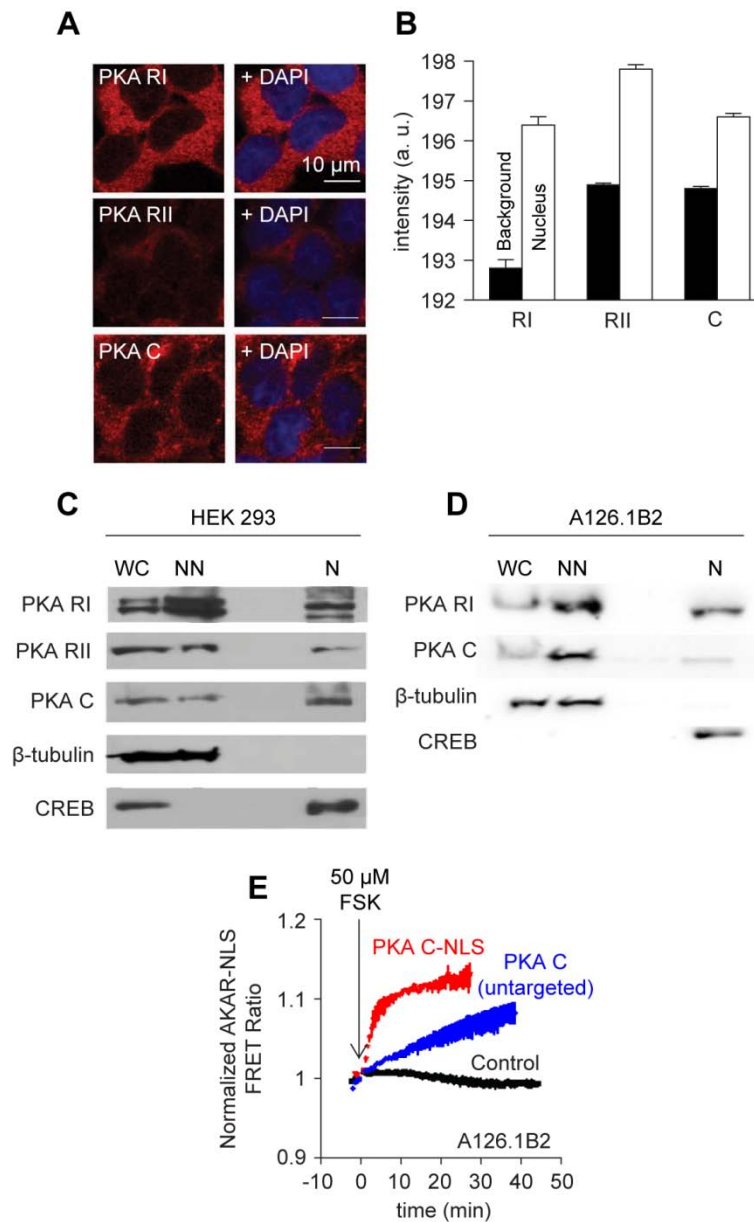 A
PKA RI
+ DAPI
10 μm
PKA RII
+ DAPI
PKA C
+ DAPI
B
intensity (a. u.)
198
197
196
195
194
193
192
Background
Nucleus
RI
RII
C
C
HEK 293
WC
NN
N
PKA RI
PKA RII
PKA C
β-tubulin
CREB
D
A126.1B2
WC
NN
N
PKA RI
PKA C
β-tubulin
CREB
E
50 μM
FSK
Normalized AKAR-NLS
FRET Ratio
1.2
1.1
1
0.9
PKA C-NLS
PKA C
(untargeted)
Control
A126.1B2
-10
0
10
20
30
40
50
time (min)